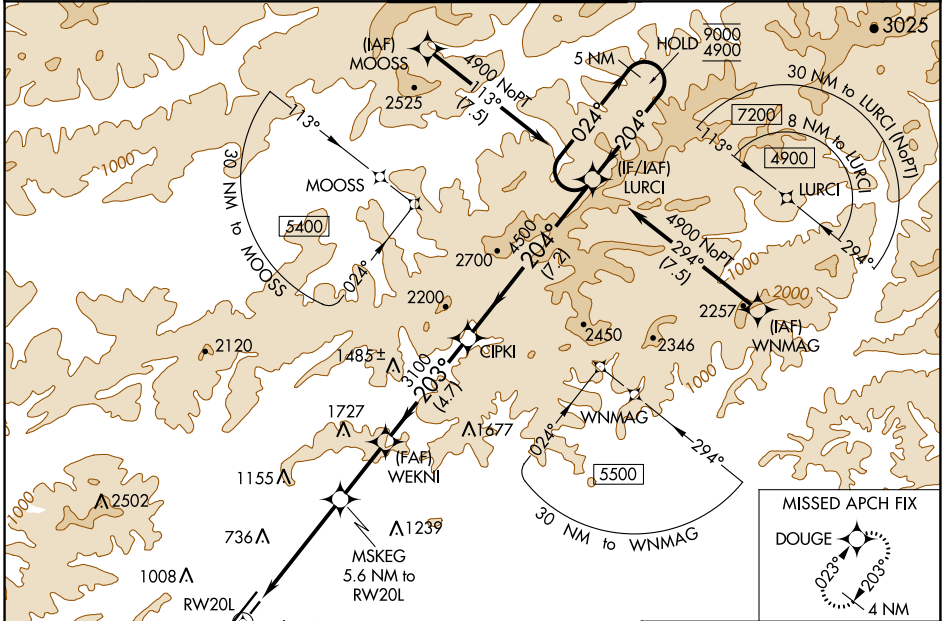 3025
(IAF)
MOOSS
4900 NoPT
113°
(7.5)
2525
5 NM
HOLD
9000
4900
024°
204°
(IF/IAF)
LURCI
30 NM to LURCI (NoPT)
7200
8 NM to LURCI
4900
113°
LURCI
294°
1000
113°
30 NM to MOOSS
MOOSS
5400
024°
4500
204°
(7.2)
2700
4900 NoPT
294°
(7.5)
1000
2000
2257
(IAF)
WNMAG
2200
2120
2450
2346
CIPKI
1485±
3100
203°
(4.7)
1000
WNMAG
024°
294°
5500
30 NM to WNMAG
1727
1677
(FAF)
WEKNI
1155
2502
1000
736
1239
MSKEG
5.6 NM to
RW20L
1008
RW20L
MISSED APCH FIX
DOUGE
023°
203°
4 NM